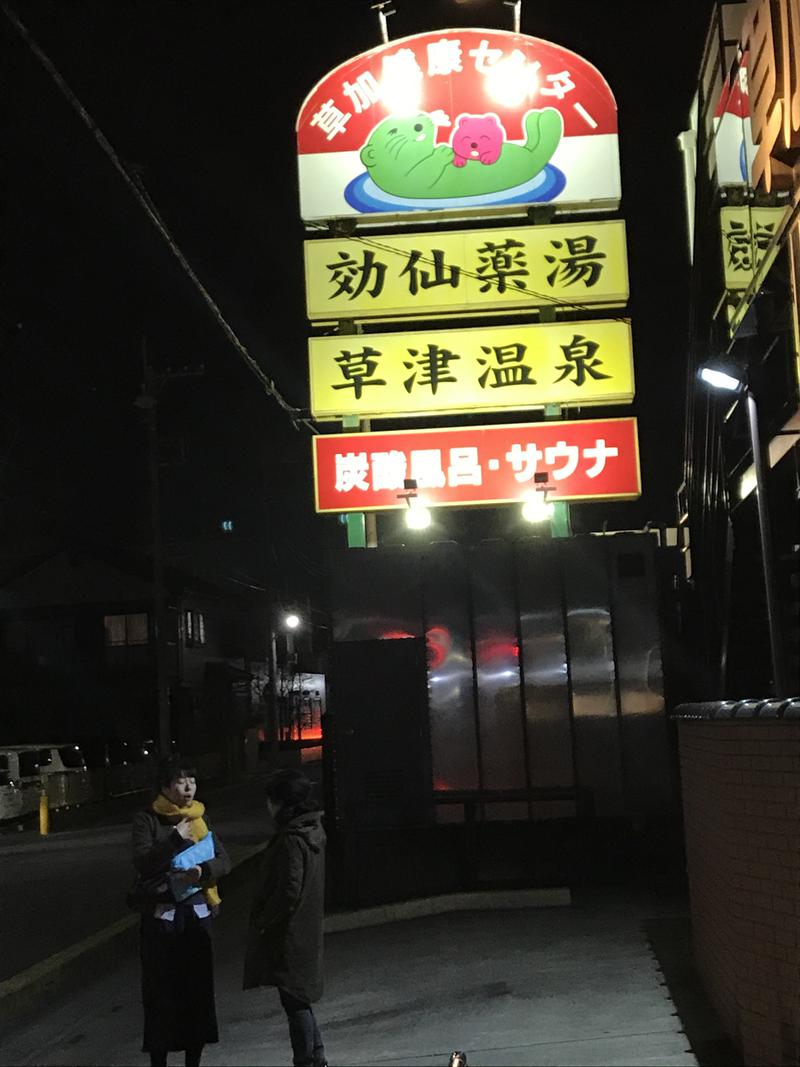 草加健康センター
効仙薬湯
草津温泉
炭酸風呂・サウナ